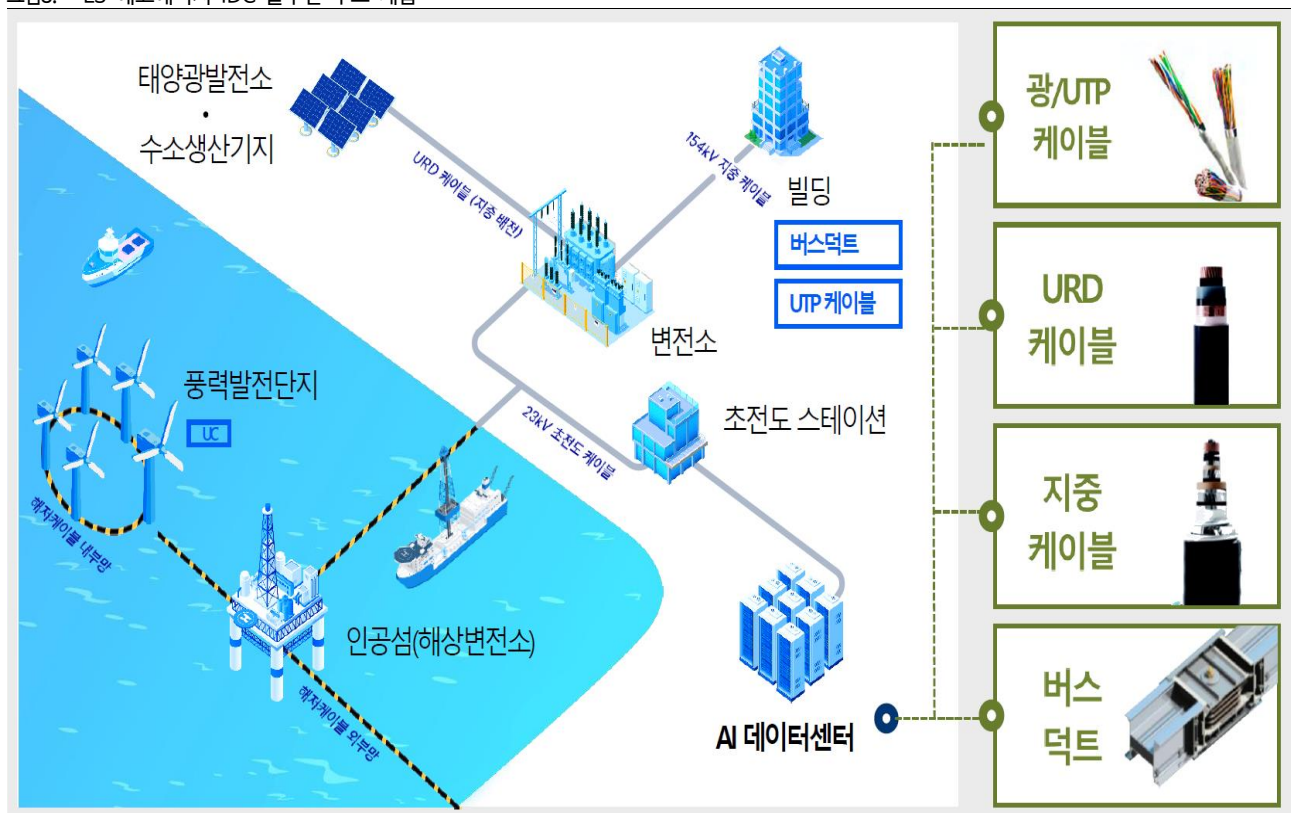 태양광발전소
·
수소생산기지
URD 케이블 (지중 배전)
154kV 지중 케이블
빌딩
버스덕트
UTP 케이블
변전소
풍력발전단지
UC
해저케이블 내부망
23kV 초전도 케이블
초전도 스테이션
인공섬(해상변전소)
해저케이블 외부망
AI 데이터센터
광/UTP
케이블
URD
케이블
지중
케이블
버스
덕트